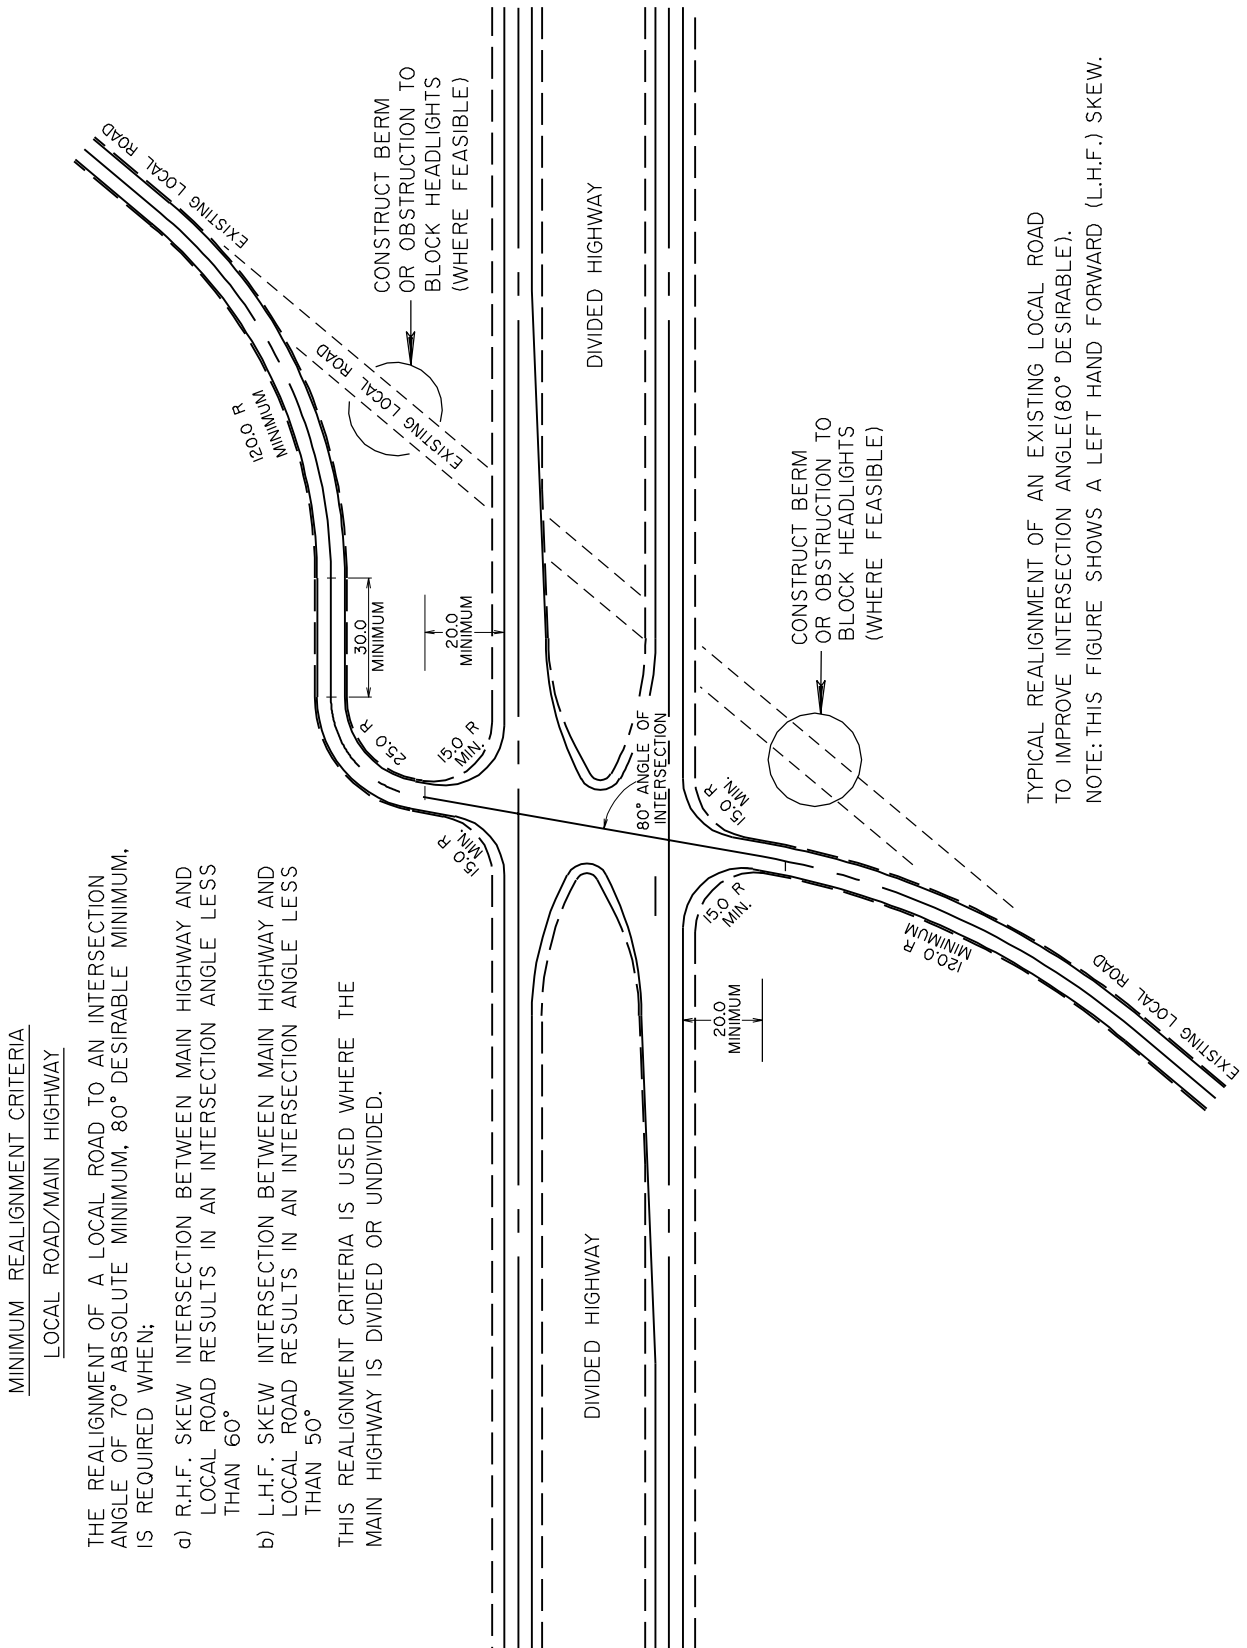 MINIMUM REALIGNMENT CRITERIA
LOCAL ROAD/MAIN HIGHWAY
THE REALIGNMENT OF A LOCAL ROAD TO AN INTERSECTION
ANGLE OF 70° ABSOLUTE MINIMUM, 80° DESIRABLE MINIMUM,
IS REQUIRED WHEN;
a) R.H.F. SKEW INTERSECTION BETWEEN MAIN HIGHWAY AND
LOCAL ROAD RESULTS IN AN INTERSECTION ANGLE LESS
THAN 60°
b) L.H.F. SKEW INTERSECTION BETWEEN MAIN HIGHWAY AND
LOCAL ROAD RESULTS IN AN INTERSECTION ANGLE LESS
THAN 50°
THIS REALIGNMENT CRITERIA IS USED WHERE THE
MAIN HIGHWAY IS DIVIDED OR UNDIVIDED.
EXISTING LOCAL ROAD
120.0 R
MINIMUM
EXISTING LOCAL ROAD
CONSTRUCT BERM
OR OBSTRUCTION TO
BLOCK HEADLIGHTS
(WHERE FEASIBLE)
30.0
MINIMUM
20.0
MINIMUM
25.0 R
15.0 R
MIN.
15.0 R
MIN.
DIVIDED HIGHWAY
DIVIDED HIGHWAY
80° ANGLE OF
INTERSECTION
15.0 R
MIN.
15.0 R
MIN.
20.0
MINIMUM
CONSTRUCT BERM
OR OBSTRUCTION TO
BLOCK HEADLIGHTS
(WHERE FEASIBLE)
120.0 R
MINIMUM
EXISTING LOCAL ROAD
TYPICAL REALIGNMENT OF AN EXISTING LOCAL ROAD
TO IMPROVE INTERSECTION ANGLE(80° DESIRABLE).
NOTE: THIS FIGURE SHOWS A LEFT HAND FORWARD (L.H.F.) SKEW.